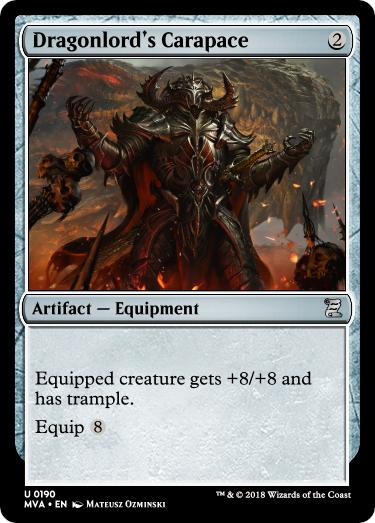 Dragonlord's Carapace 2
Artifact — Equipment
Equipped creature gets +8/+8 and
has trample.
Equip 8
U 0190
MVA • EN Mateusz Ozminski
™ & © 2018 Wizards of the Coast